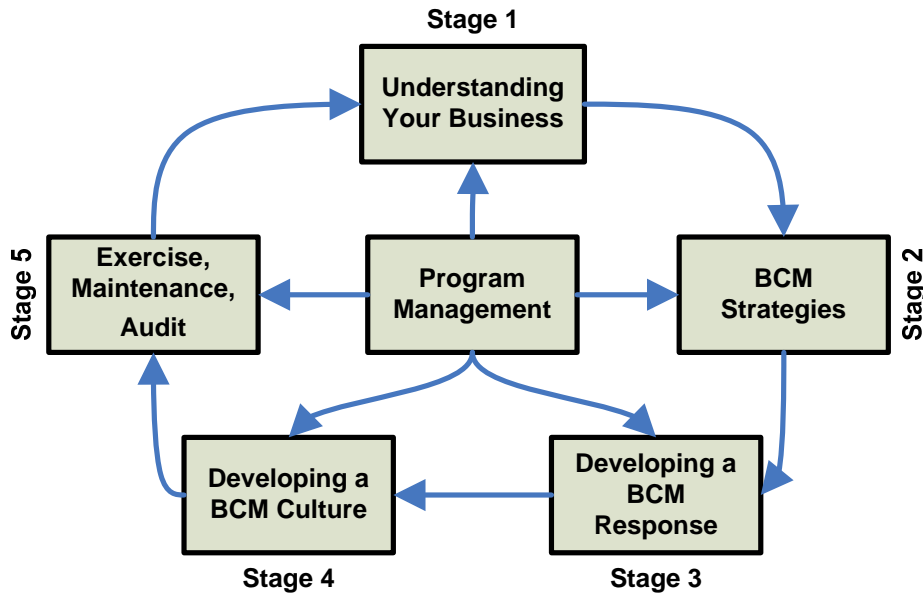 Stage 1
Understanding
Your Business
Stage 5
Exercise,
Maintenance,
Audit
Program
Management
BCM
Strategies
Stage 2
Developing a
BCM Culture
Developing a
BCM
Response
Stage 4
Stage 3